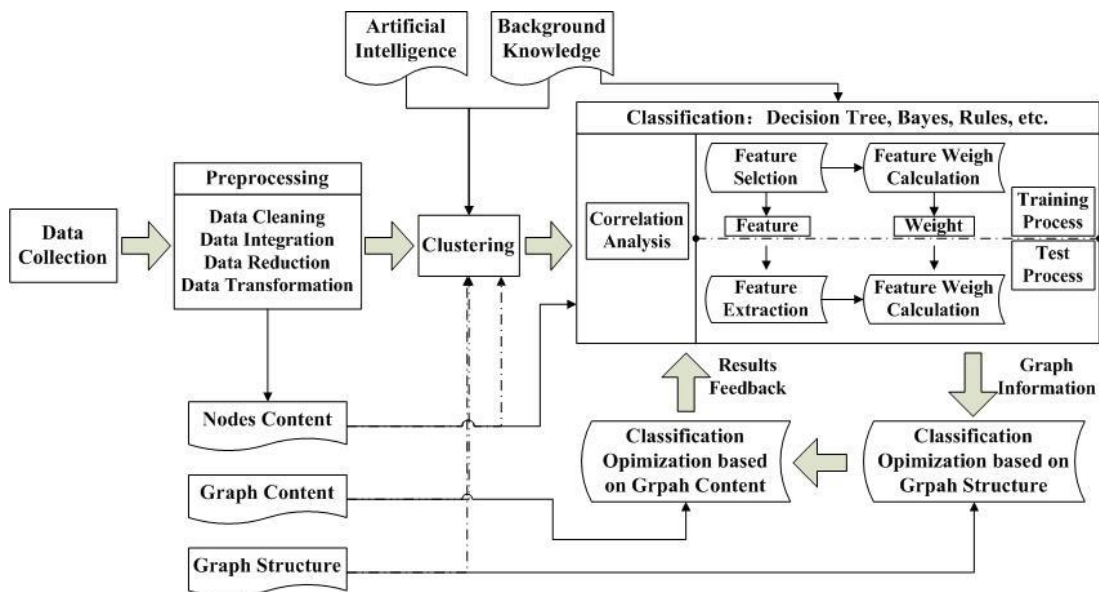 Artificial
Intelligence
Background
Knowledge
Classification: Decision Tree, Bayes, Rules, etc.
Preprocessing
Data Cleaning
Data Integration
Data Reduction
Data Transformation
Data
Collection
Clustering
Correlation
Analysis
Feature
Selction
Feature Weigh
Calculation
Feature
Weight
Training
Process
Test
Process
Feature
Extraction
Feature Weigh
Calculation
Results
Feedback
Graph
Information
Nodes Content
Graph Content
Graph Structure
Classification
Opimization based
on Grpah Content
Classification
Opimization based on
Grpah Structure